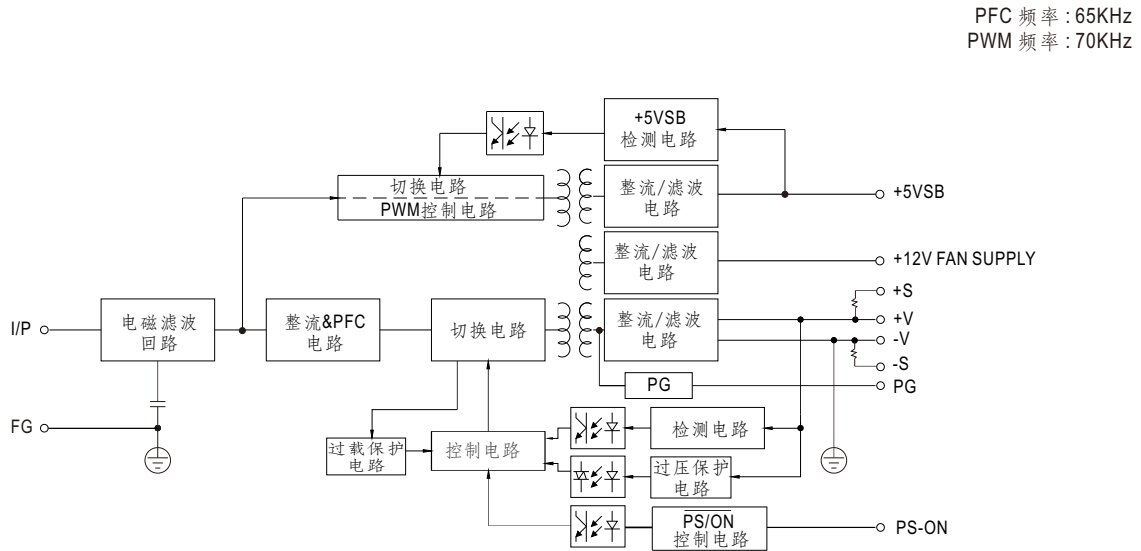 PFC 频率 : 65KHz
PWM 频率 : 70KHz
+5VSB
检测电路
切换电路
PWM控制电路
整流/滤波
电路
+5VSB
整流/滤波
电路
+12V FAN SUPPLY
+S
I/P
电磁滤波
回路
整流&PFC
电路
切换电路
整流/滤波
电路
+V
-V
-S
PG
PG
FG
过载保护
电路
控制电路
检测电路
过压保护
电路
PS/ON
控制电路
PS-ON